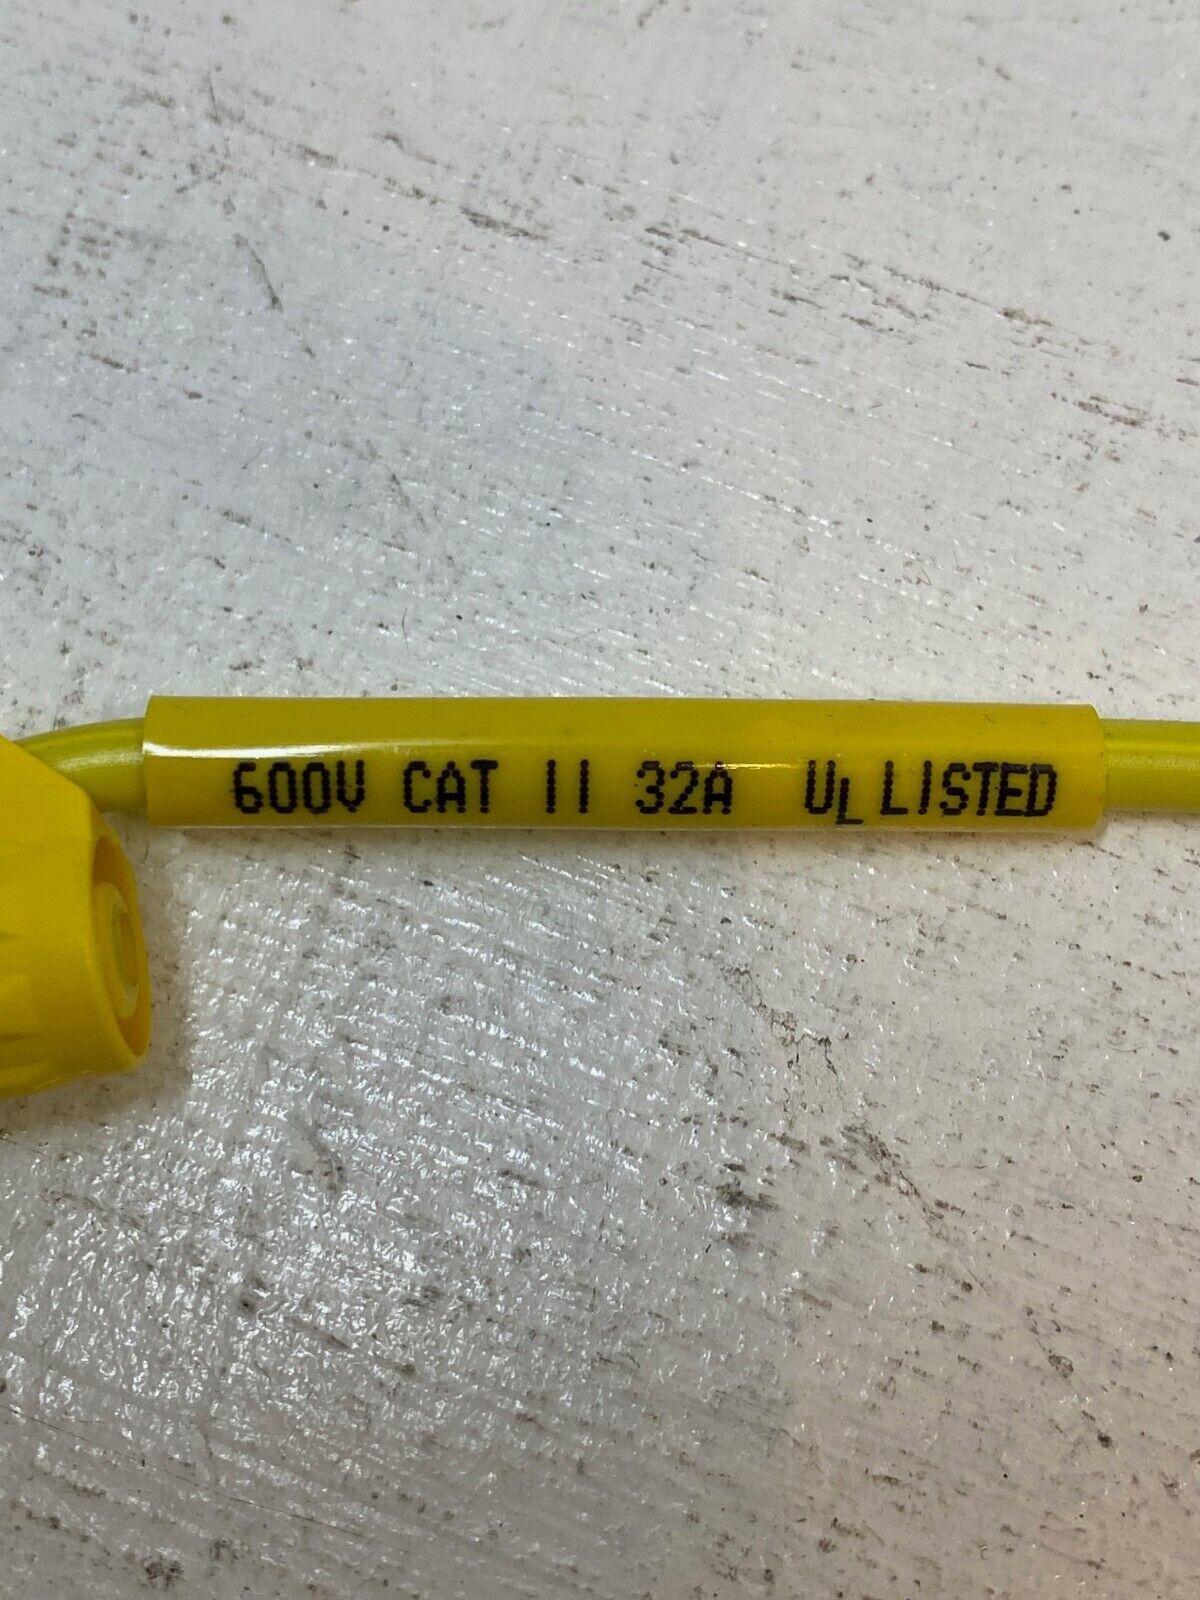 600V CAT II 32A UL LISTED